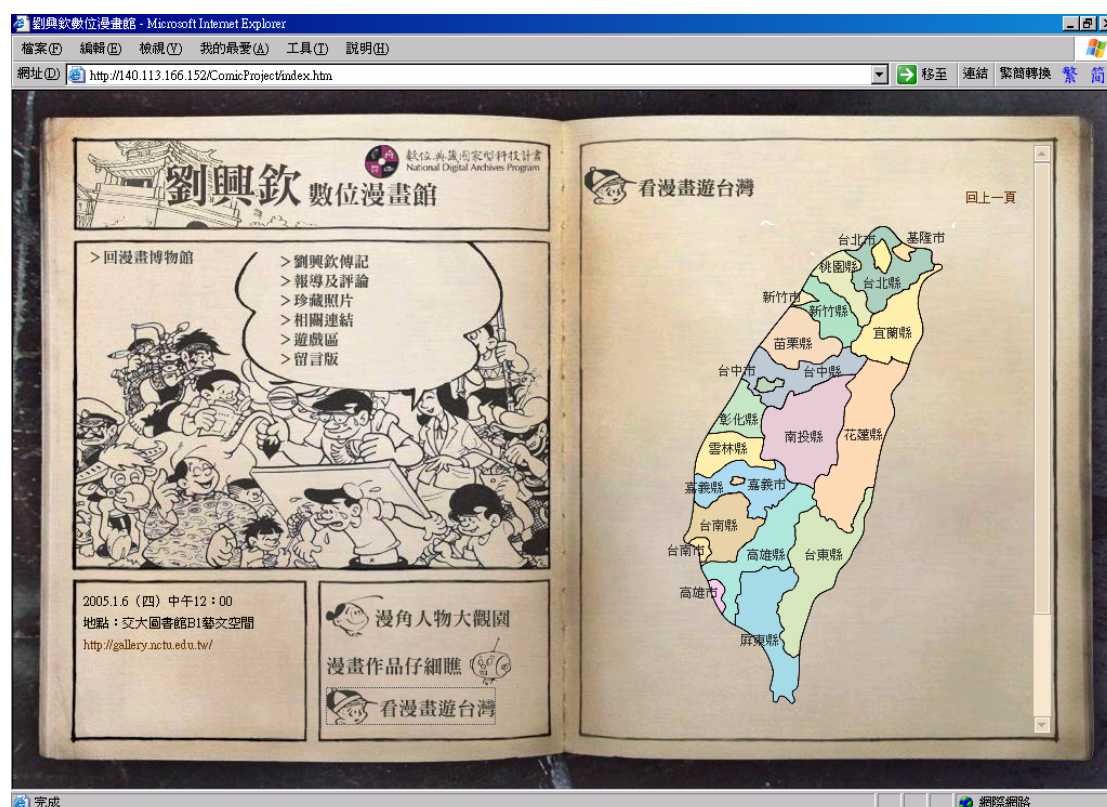 劉興欽數位漫畫館 - Microsoft Internet Explorer
檔案(F) 編輯(E) 檢視(V) 我的最愛(A) 工具(T) 說明(H)
網址(D) http://140.113.166.152/ComicProject/index.htm 移至 連結 繁簡轉換 繁 简
數位典藏國家型科技計畫
National Digital Archives Program
劉興欽 數位漫畫館
>回漫畫博物館
>劉興欽傳記
>報導及評論
>珍藏照片
>相關連結
>遊戲區
>留言版
2005.1.6 (四) 中午12:00
地點:交大圖書館B1藝文空間
http://gallery.nctu.edu.tw/
漫角人物大觀園
漫畫作品仔細瞧
看漫畫遊台灣
看漫畫遊台灣
回上一頁
台北市
基隆市
桃園縣
台北縣
新竹市
新竹縣
宜蘭縣
苗栗縣
台中市
台中縣
彰化縣
南投縣
花蓮縣
雲林縣
嘉義縣
嘉義市
台南縣
台南市
高雄縣
台東縣
高雄市
屏東縣
完成
網際網路